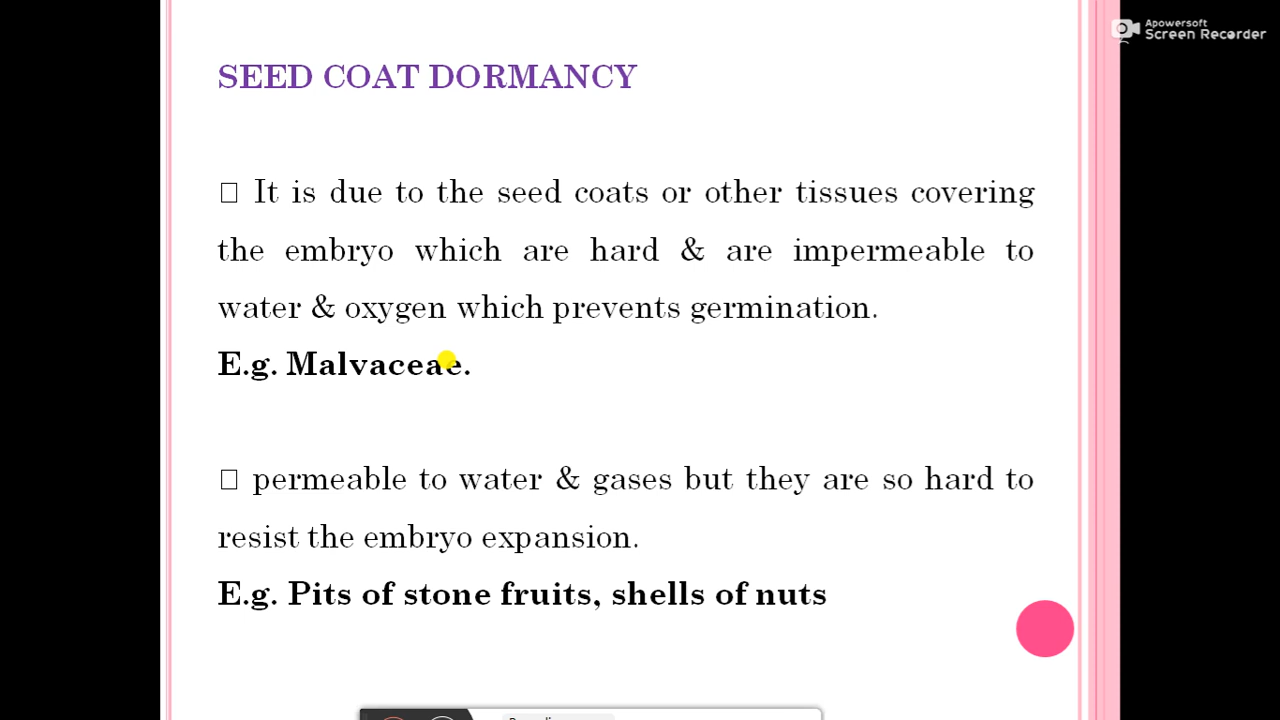 Apowersoft
Screen Recorder
SEED COAT DORMANCY
□ It is due to the seed coats or other tissues covering
the embryo which are hard & are impermeable to
water & oxygen which prevents germination.
E.g. Malvaceae.
□ permeable to water & gases but they are so hard to
resist the embryo expansion.
E.g. Pits of stone fruits, shells of nuts